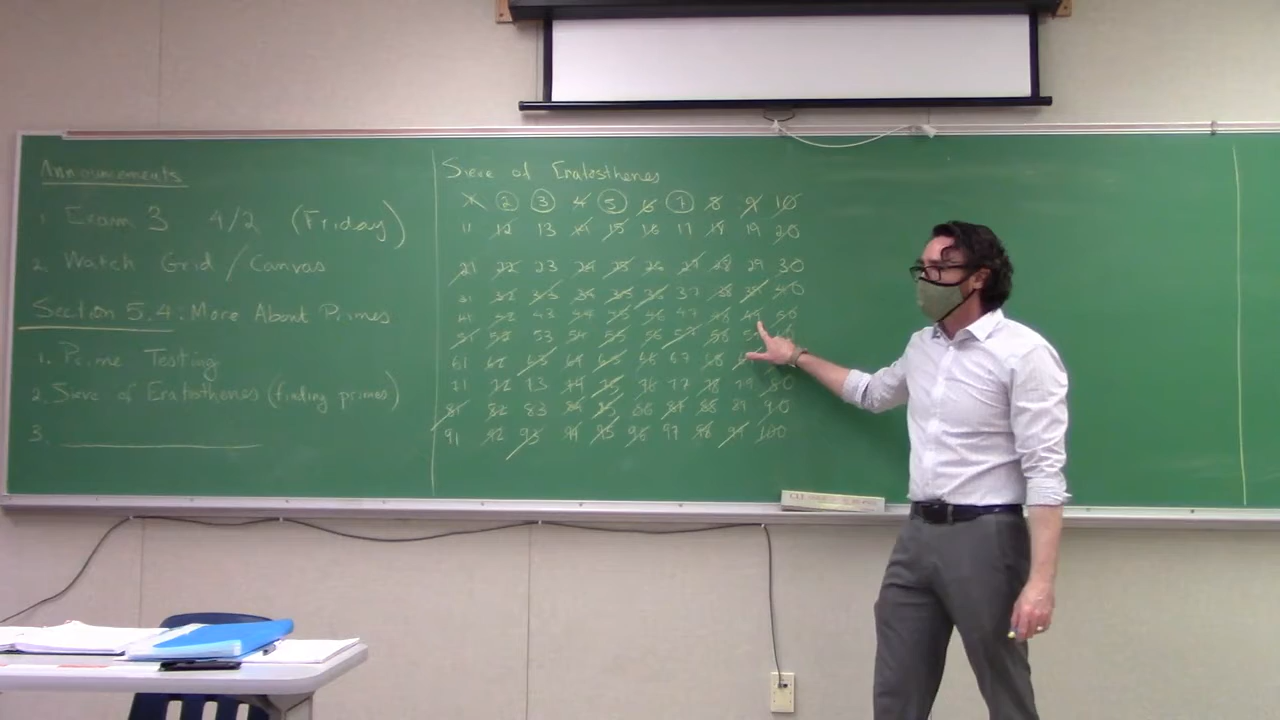 Announcements
1. Exam 3 4/2 (Friday)
2. Watch Grid / Canvas
Section 5.4: More About Primes
1. Prime Testing
2. Sieve of Eratosthenes (finding primes)
3.
Sieve of Eratosthenes
1 2 3 4 5 6 7 8 9 10
11 12 13 14 15 16 17 18 19 20
21 22 23 24 25 26 27 28 29 30
31 32 33 34 35 36 37 38 39 40
41 42 43 44 45 46 47 48 49 50
51 52 53 54 55 56 57 58
61 62 63 64 65 66 67 68
71 72 73 74 75 76 77 78 79 80
81 82 83 84 85 86 87 88 89 90
91 92 93 94 95 96 97 98 99 100